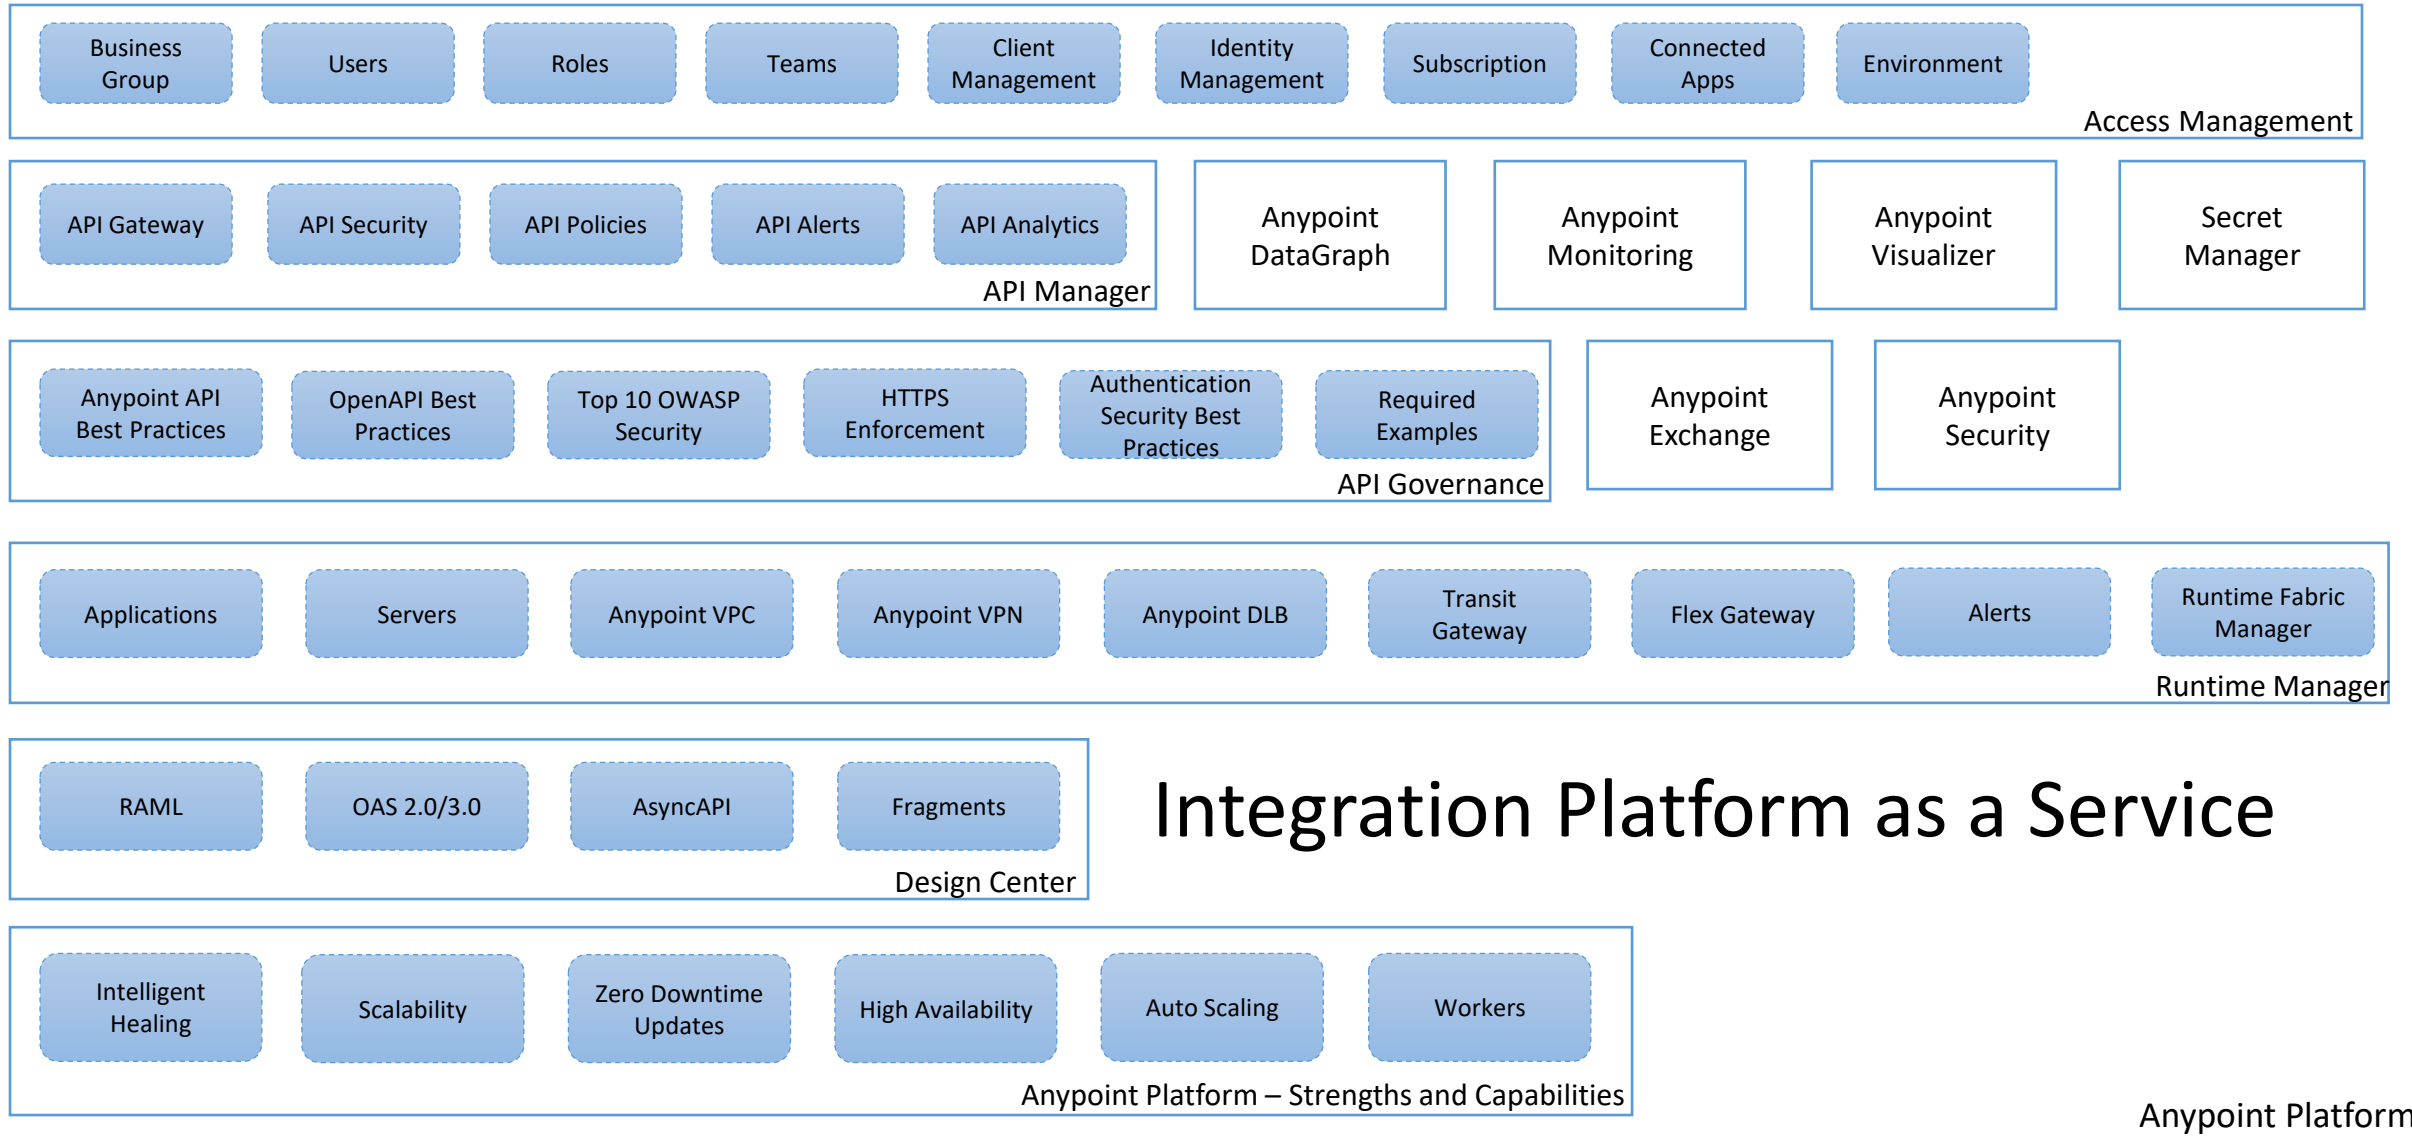 Business
Group
Users
Roles
Teams
Client
Management
Identity
Management
Subscription
Connected
Apps
Environment
Access Management
API Gateway
API Security
API Policies
API Alerts
API Analytics
API Manager
Anypoint
DataGraph
Anypoint
Monitoring
Anypoint
Visualizer
Secret
Manager
Anypoint API
Best Practices
OpenAPI Best
Practices
Top 10 OWASP
Security
HTTPS
Enforcement
Authentication
Security Best
Practices
Required
Examples
API Governance
Anypoint
Exchange
Anypoint
Security
Applications
Servers
Anypoint VPC
Anypoint VPN
Anypoint DLB
Transit
Gateway
Flex Gateway
Alerts
Runtime Fabric
Manager
Runtime Manager
RAML
OAS 2.0/3.0
AsyncAPI
Fragments
Design Center
Integration Platform as a Service
Intelligent
Healing
Scalability
Zero Downtime
Updates
High Availability
Auto Scaling
Workers
Anypoint Platform – Strengths and Capabilities
Anypoint Platform